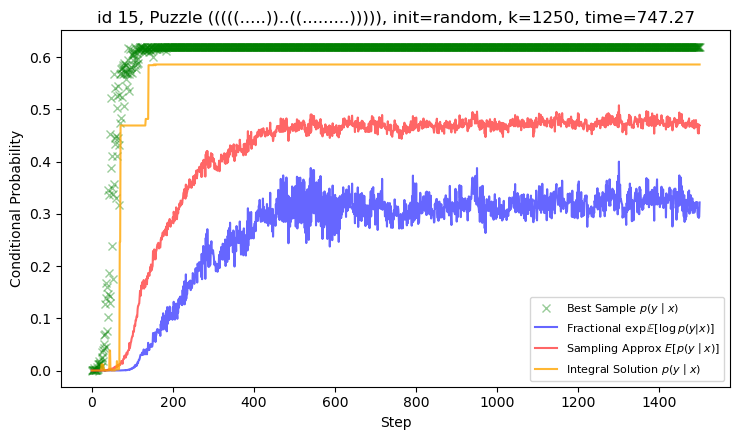 id 15, Puzzle (((((.....))..((.........))))), init=random, k=1250, time=747.27
Conditional Probability
0.6
0.5
0.4
0.3
0.2
0.1
0.0
Best Sample p(y | x)
Fractional exp𝔼[log p(y|x)]
Sampling Approx E[p(y | x)]
Integral Solution p(y | x)
0 200 400 600 800 1000 1200 1400
Step